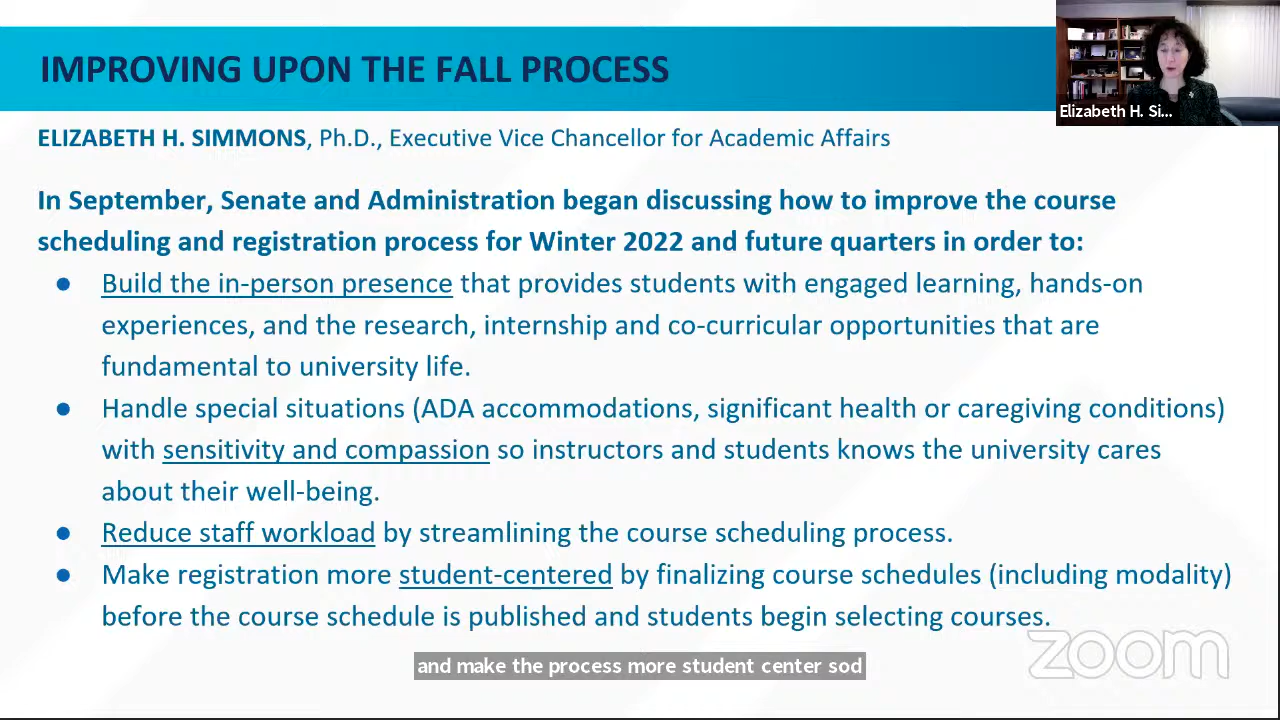 IMPROVING UPON THE FALL PROCESS
Elizabeth H. Si...
ELIZABETH H. SIMMONS, Ph.D., Executive Vice Chancellor for Academic Affairs
In September, Senate and Administration began discussing how to improve the course
scheduling and registration process for Winter 2022 and future quarters in order to:
● Build the in-person presence that provides students with engaged learning, hands-on
experiences, and the research, internship and co-curricular opportunities that are
fundamental to university life.
● Handle special situations (ADA accommodations, significant health or caregiving conditions)
with sensitivity and compassion so instructors and students knows the university cares
about their well-being.
● Reduce staff workload by streamlining the course scheduling process.
● Make registration more student-centered by finalizing course schedules (including modality)
before the course schedule is published and students begin selecting courses.
zoom
and make the process more student center sod